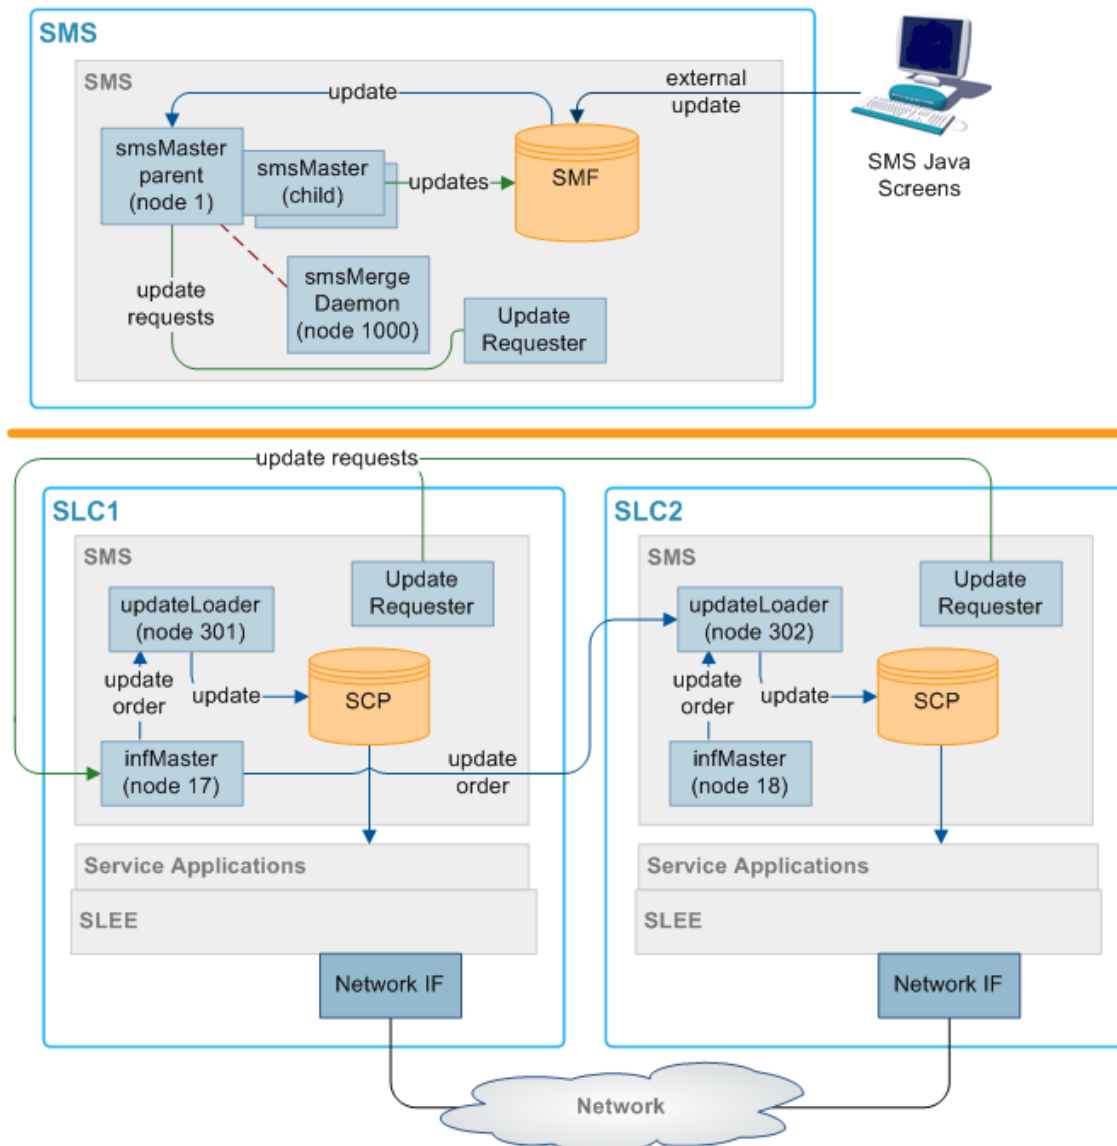 SMS
SMS
external
update
update
smsMaster
parent
(node 1)
smsMaster
(child)
updates
SMF
SMS Java
Screens
update
requests
smsMerge
Daemon
(node 1000)
Update
Requester
update requests
SLC1
SMS
Update
Requester
updateLoader
(node 301)
update
order
update
SCP
infMaster
(node 17)
update
order
Service Applications
SLEE
Network IF
SLC2
SMS
Update
Requester
updateLoader
(node 302)
update
order
update
SCP
infMaster
(node 18)
Service Applications
SLEE
Network IF
Network